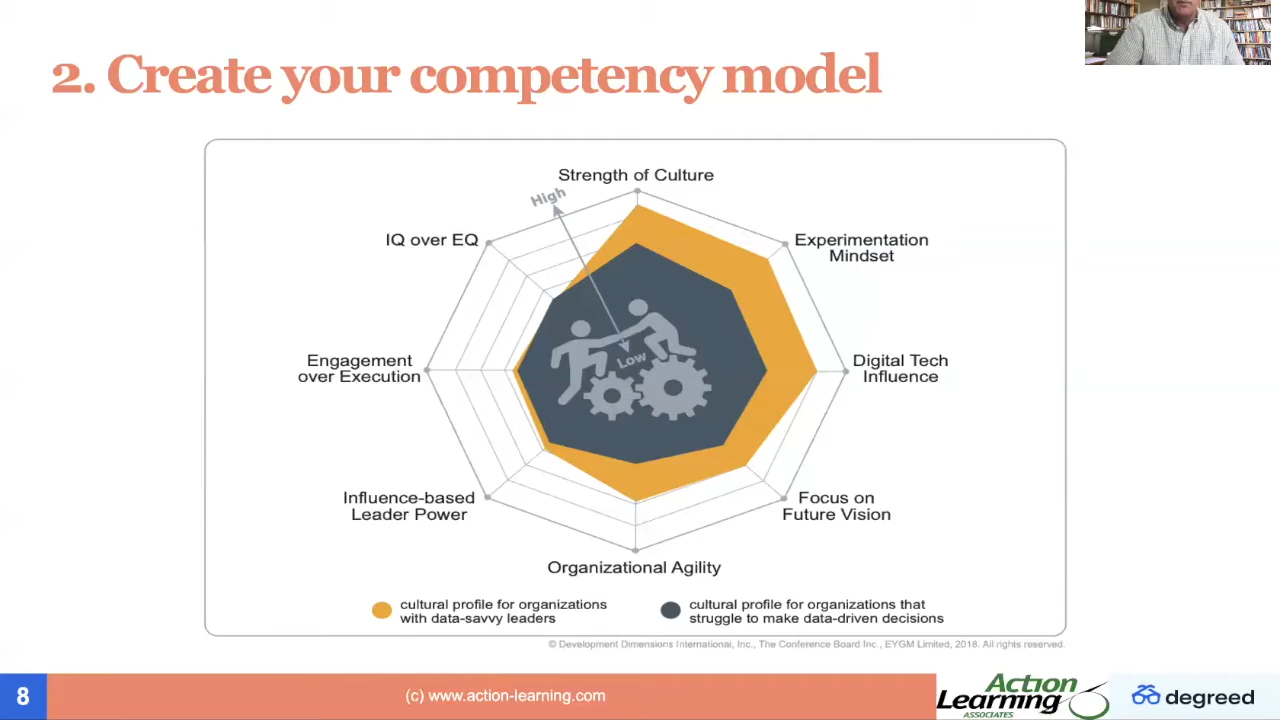 2. Create your competency model
Strength of Culture
High
IQ over EQ
Experimentation
Mindset
Engagement
over Execution
Low
Digital Tech
Influence
Influence-based
Leader Power
Focus on
Future Vision
Organizational Agility
cultural profile for organizations
with data-savvy leaders
cultural profile for organizations that
struggle to make data-driven decisions
© Development Dimensions International, Inc., The Conference Board Inc., EYGM Limited, 2018. All rights reserved.
8
(c) www.action-learning.com
Action
Learning
ASSOCIATES
degreed